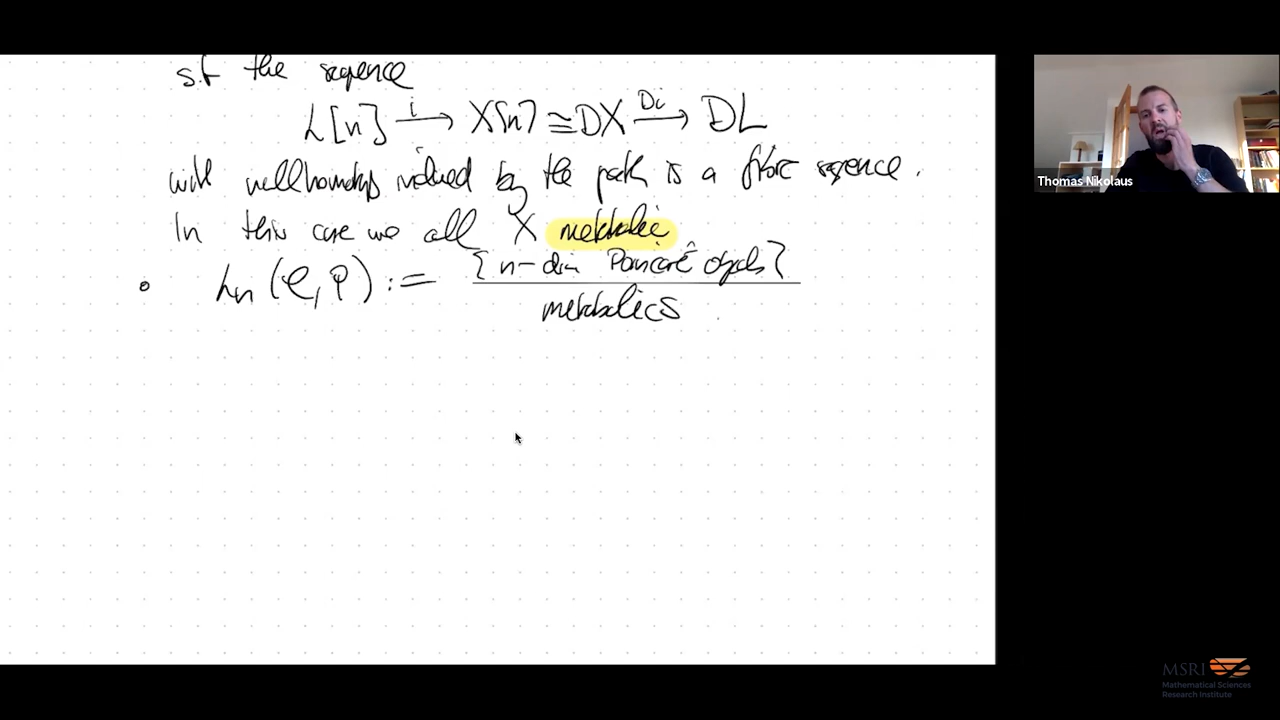 s.t the sequence
L[n] —i→ X[n] ≅ DX —Di→ DL
with nullhomotopy induced by the path is a fibre sequence.
In this case we call X metabolic
• Lₙ(𝒞, Ϙ) := {n-dim Poincaré objects} / metabolics
Thomas Nikolaus
MSRI
Mathematical Sciences
Research Institute